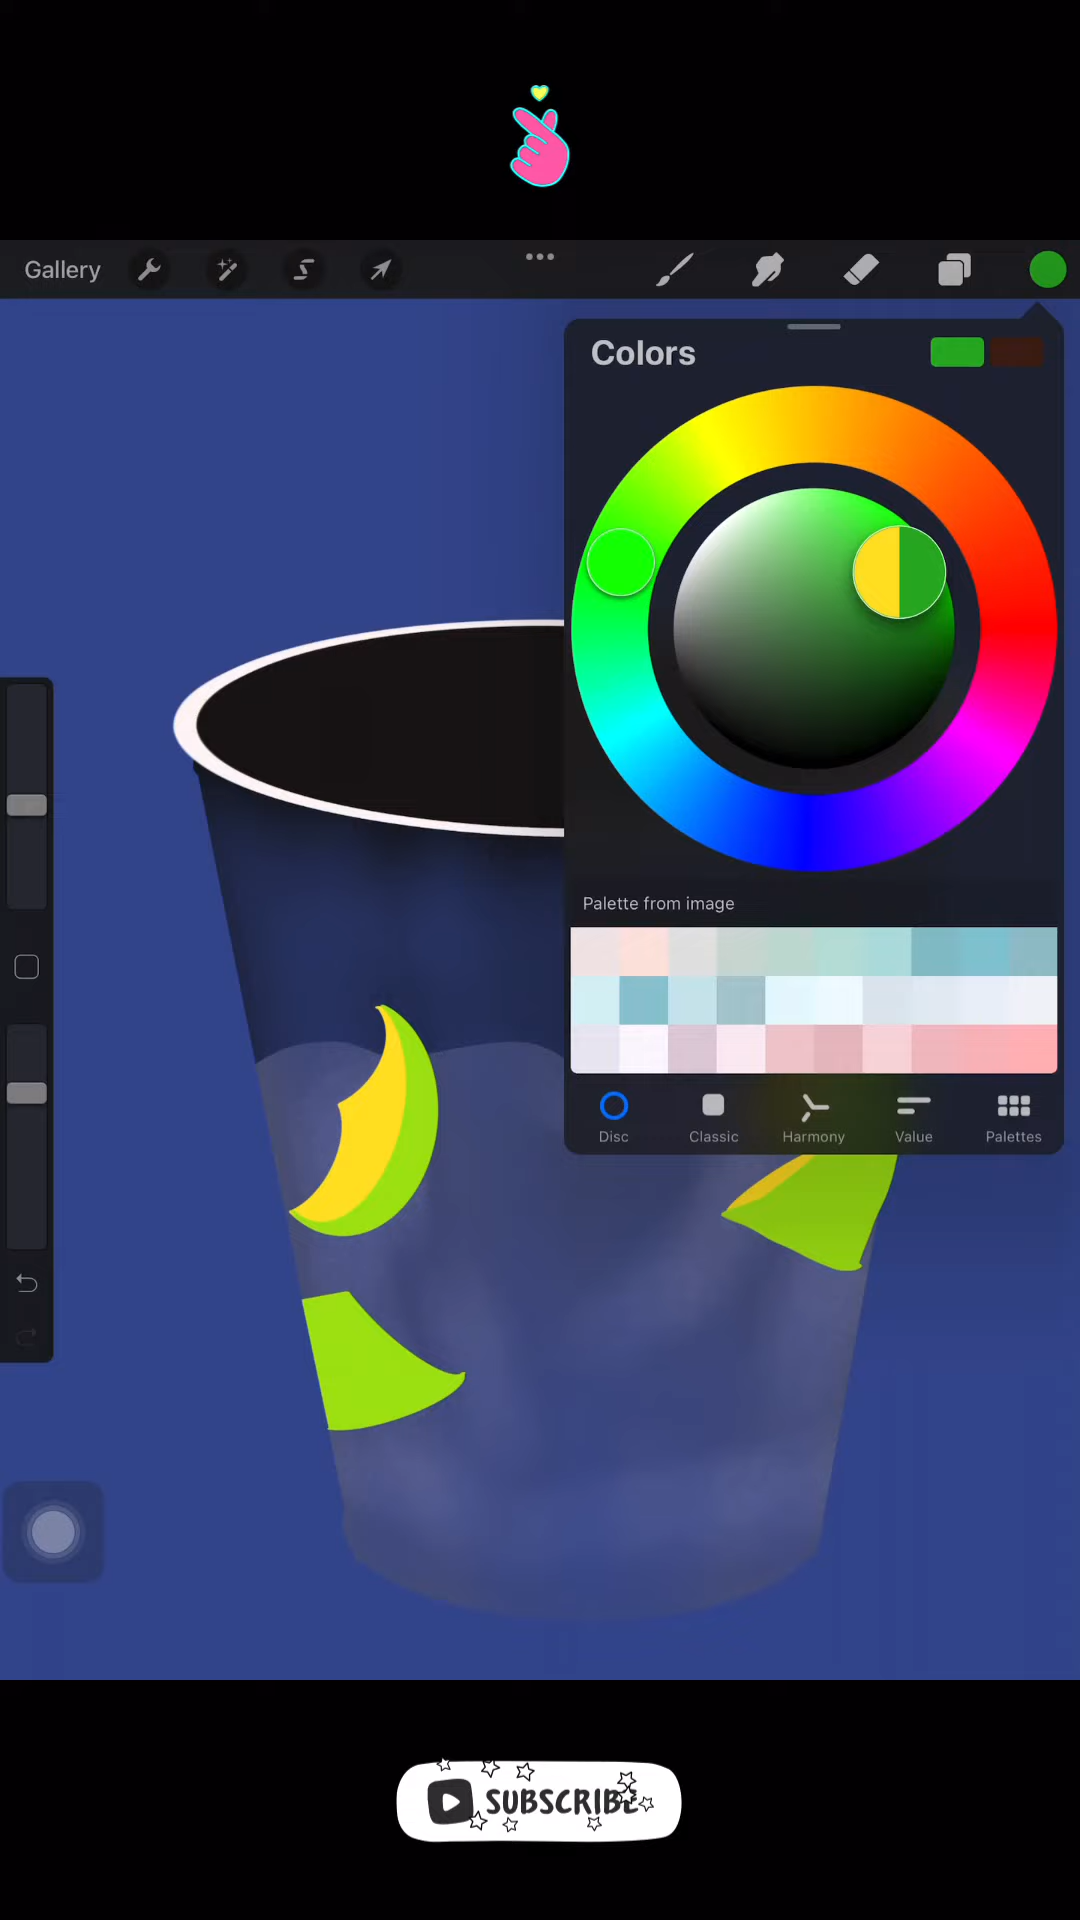 Gallery
Colors
Palette from image
Disc
Classic
Harmony
Value
Palettes
SUBSCRIBE